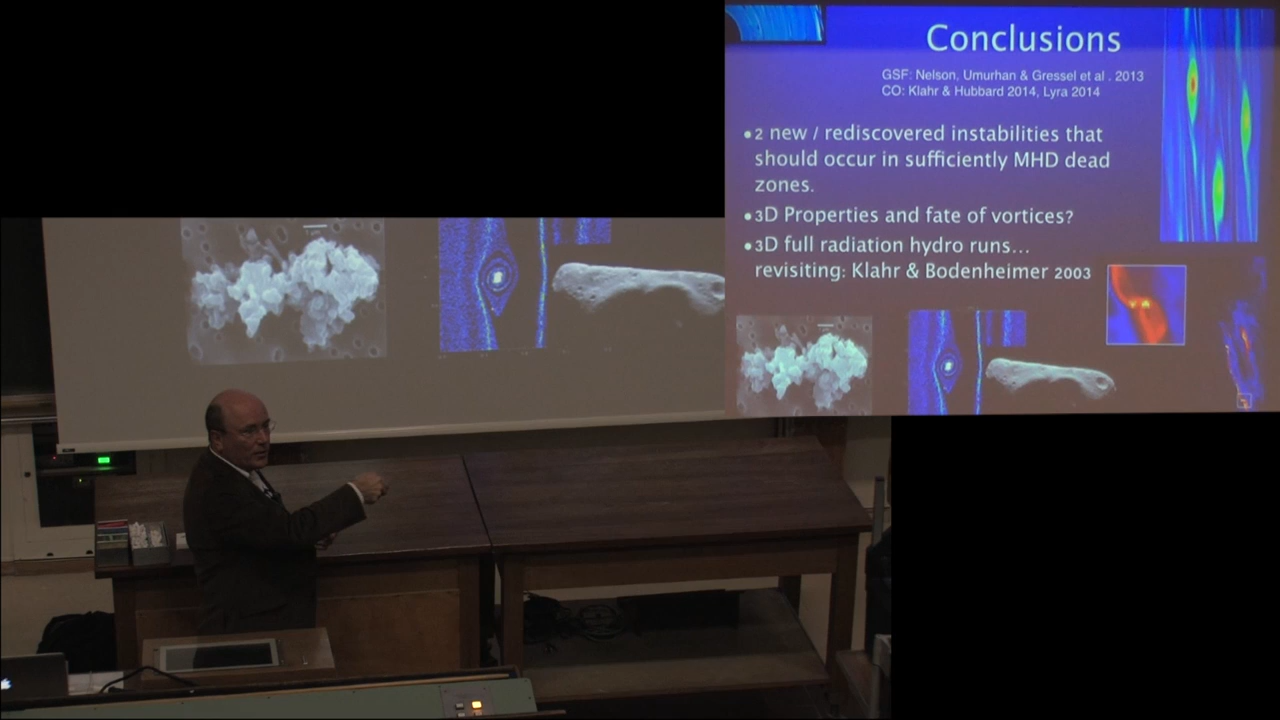 Conclusions
GSF: Nelson, Umurhan & Gressel et al . 2013
CO: Klahr & Hubbard 2014, Lyra 2014
•2 new / rediscovered instabilities that
should occur in sufficiently MHD dead
zones.
•3D Properties and fate of vortices?
•3D full radiation hydro runs…
revisiting: Klahr & Bodenheimer 2003